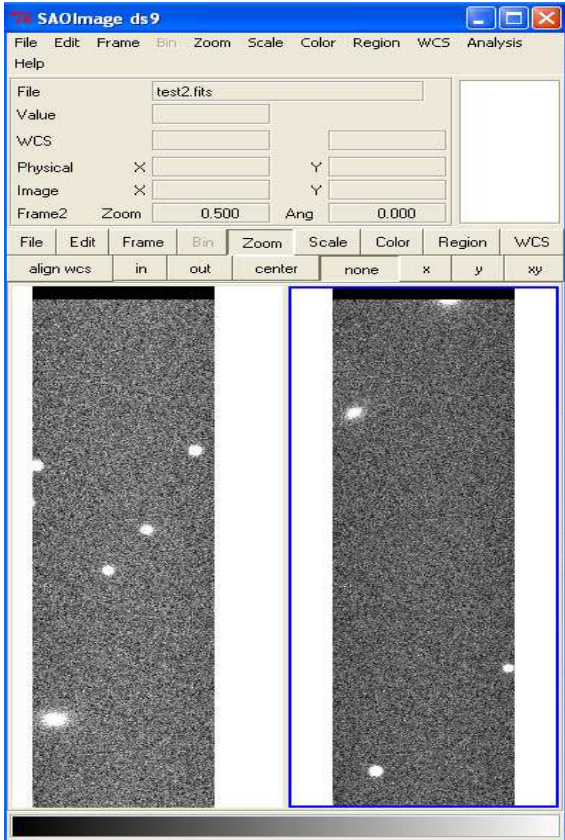 SAOImage ds9
File Edit Frame Bin Zoom Scale Color Region WCS Analysis
Help
File test2.fits
Value
WCS
Physical X Y
Image X Y
Frame2 Zoom 0.500 Ang 0.000
File Edit Frame Bin Zoom Scale Color Region WCS
align wcs in out center none x y xy